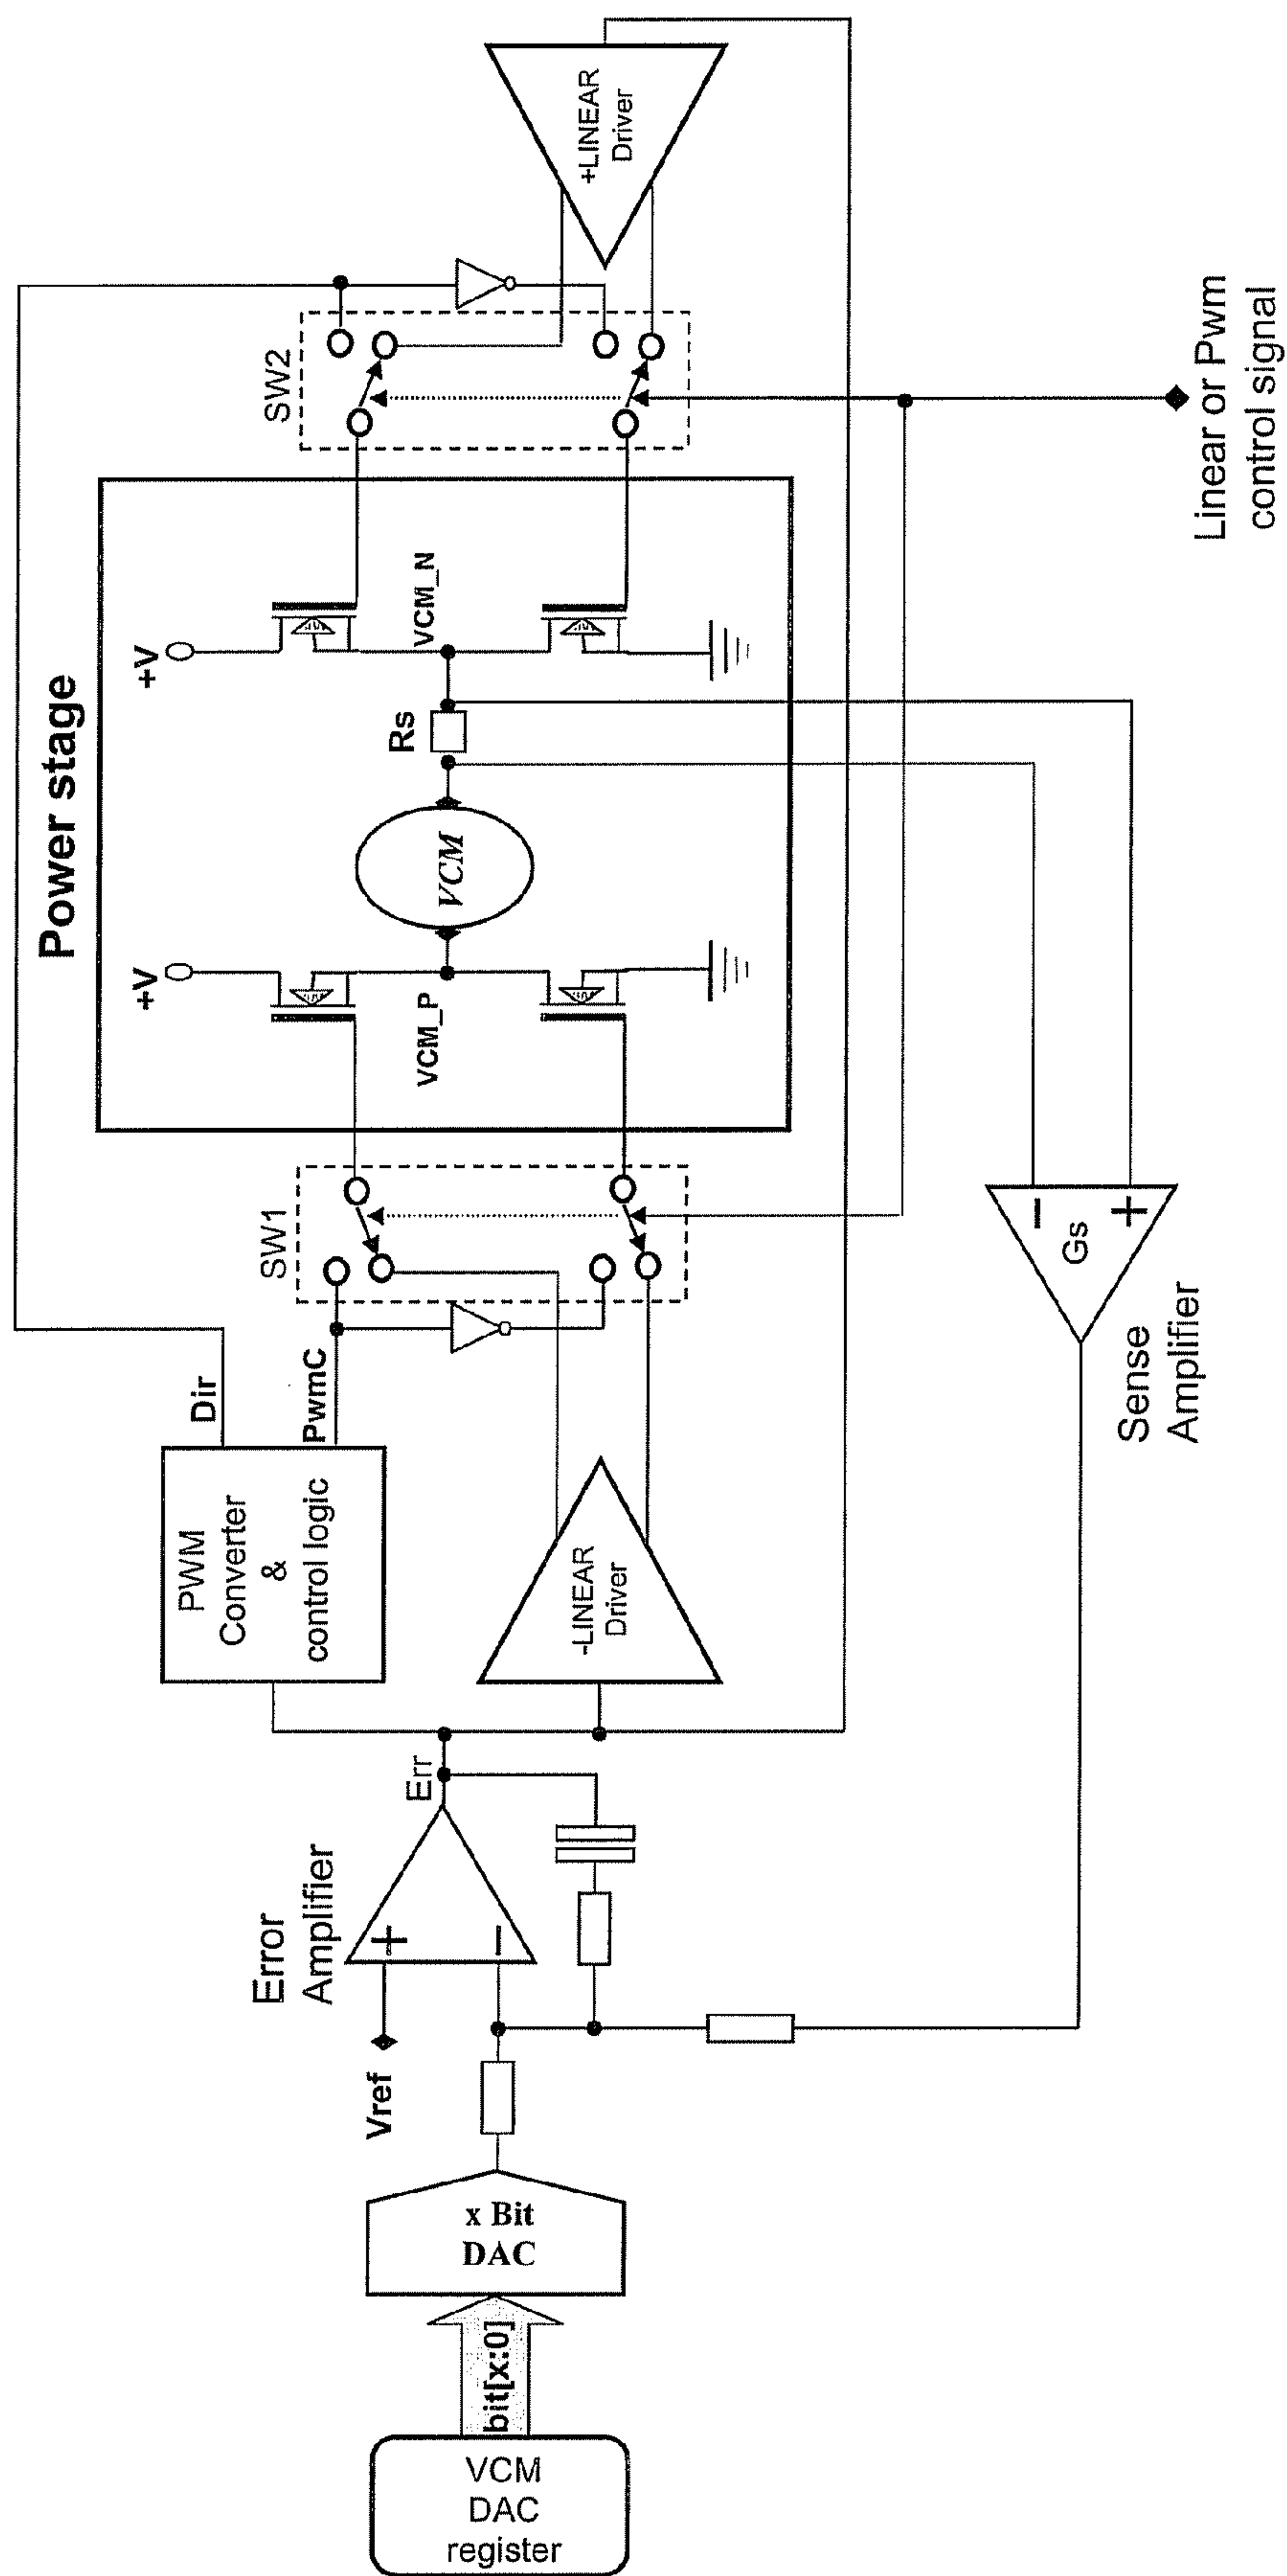 Power stage
+V
+V
VCM_P
VCM
Rs
VCM_N
SW1
SW2
Dir
PwmC
PWM
Converter
&
control logic
-LINEAR
Driver
+LINEAR
Driver
Error
Amplifier
Err
+
−
Vref
x Bit
DAC
bit[x:0]
VCM
DAC
register
−
+
Gs
Sense
Amplifier
Linear or Pwm
control signal